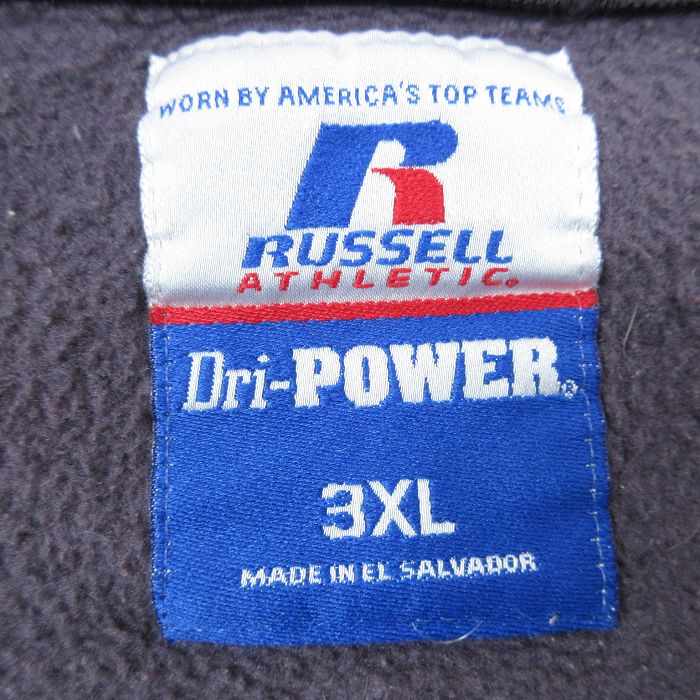 WORN BY AMERICA'S TOP TEAMS
R
RUSSELL
ATHLETIC®
Dri-POWER®
3XL
MADE IN EL SALVADOR